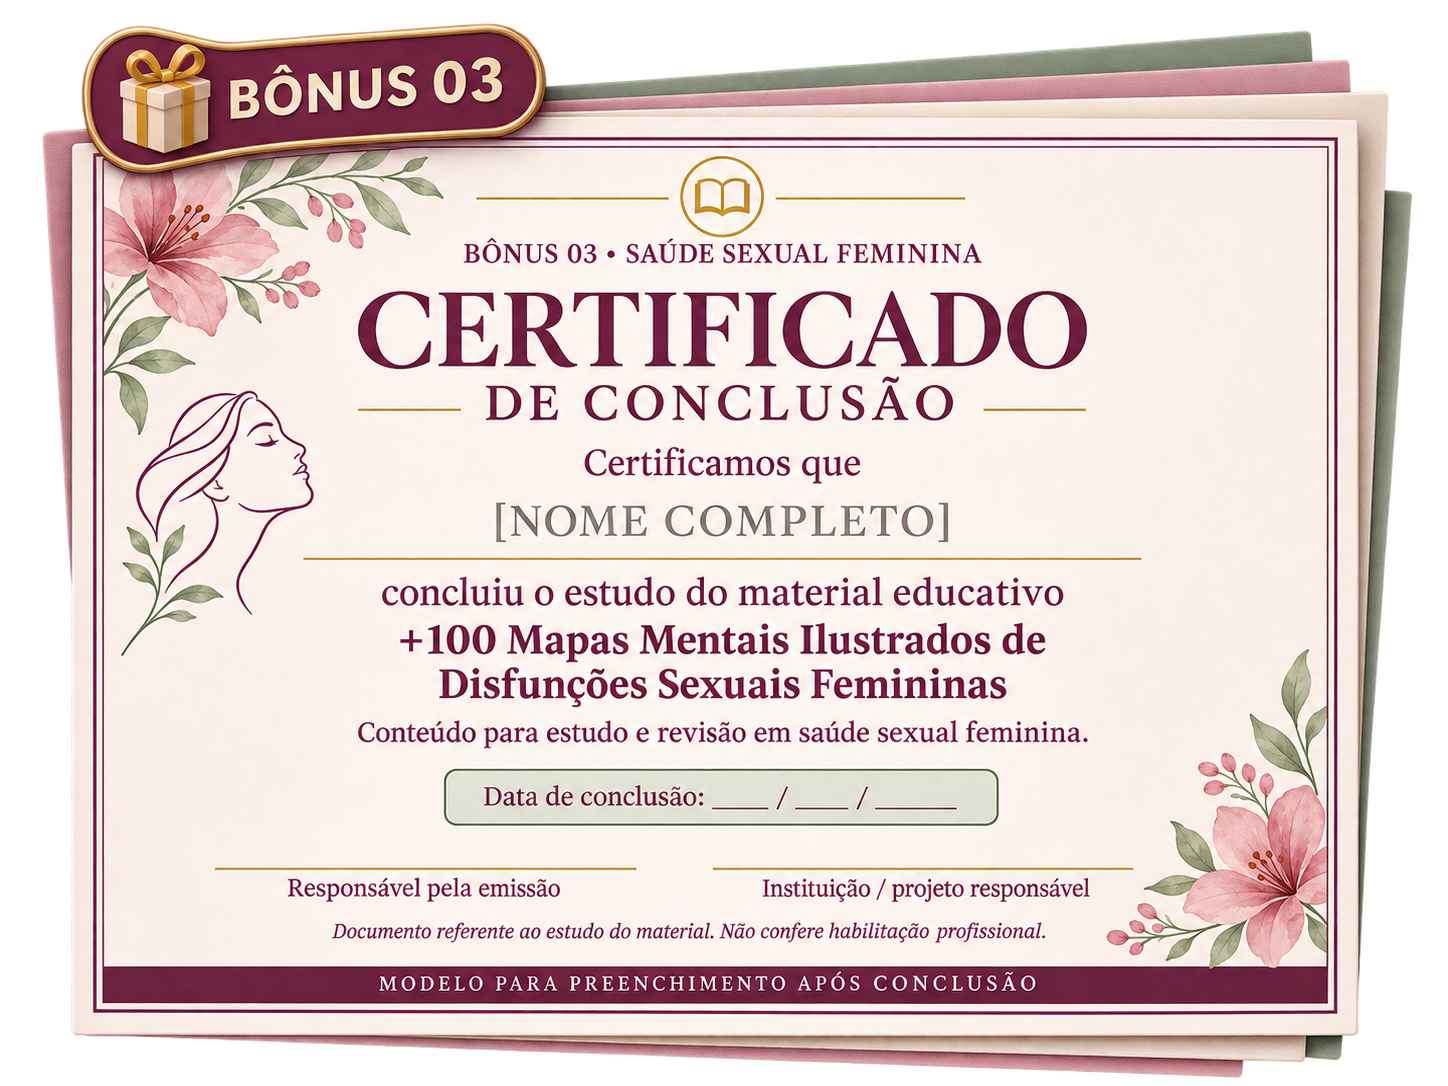 BÔNUS 03
BÔNUS 03 • SAÚDE SEXUAL FEMININA
CERTIFICADO
DE CONCLUSÃO
Certificamos que
[NOME COMPLETO]
concluiu o estudo do material educativo
+100 Mapas Mentais Ilustrados de
Disfunções Sexuais Femininas
Conteúdo para estudo e revisão em saúde sexual feminina.
Data de conclusão: ____ / ____ / ______
Responsável pela emissão
Instituição / projeto responsável
Documento referente ao estudo do material. Não confere habilitação profissional.
MODELO PARA PREENCHIMENTO APÓS CONCLUSÃO